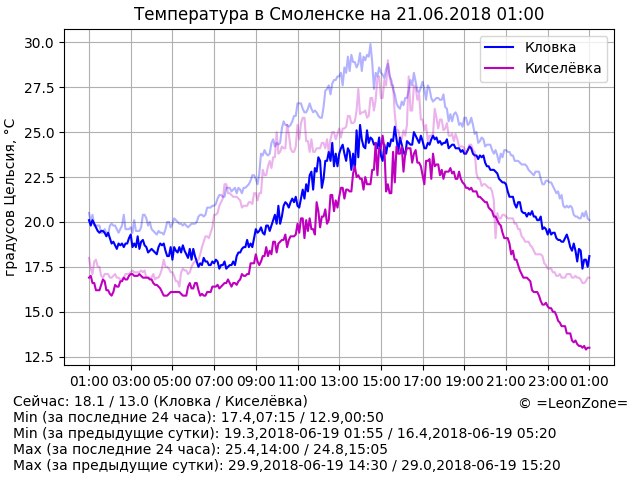 Температура в Смоленске на 21.06.2018 01:00
30.0
27.5
25.0
22.5
20.0
17.5
15.0
12.5
градусов Цельсия, °C
Кловка
Киселёвка
01:00 03:00 05:00 07:00 09:00 11:00 13:00 15:00 17:00 19:00 21:00 23:00 01:00
Сейчас: 18.1 / 13.0 (Кловка / Киселёвка)
© =LeonZone=
Min (за последние 24 часа): 17.4,07:15 / 12.9,00:50
Min (за предыдущие сутки): 19.3,2018-06-19 01:55 / 16.4,2018-06-19 05:20
Max (за последние 24 часа): 25.4,14:00 / 24.8,15:05
Max (за предыдущие сутки): 29.9,2018-06-19 14:30 / 29.0,2018-06-19 15:20